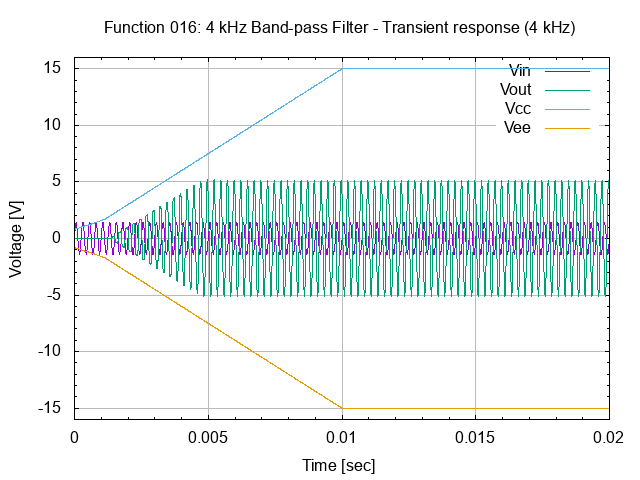 Function 016: 4 kHz Band-pass Filter - Transient response (4 kHz)
Vin
Vout
Vcc
Vee
Voltage [V]
15
10
5
0
-5
-10
-15
0
0.005
0.01
0.015
0.02
Time [sec]